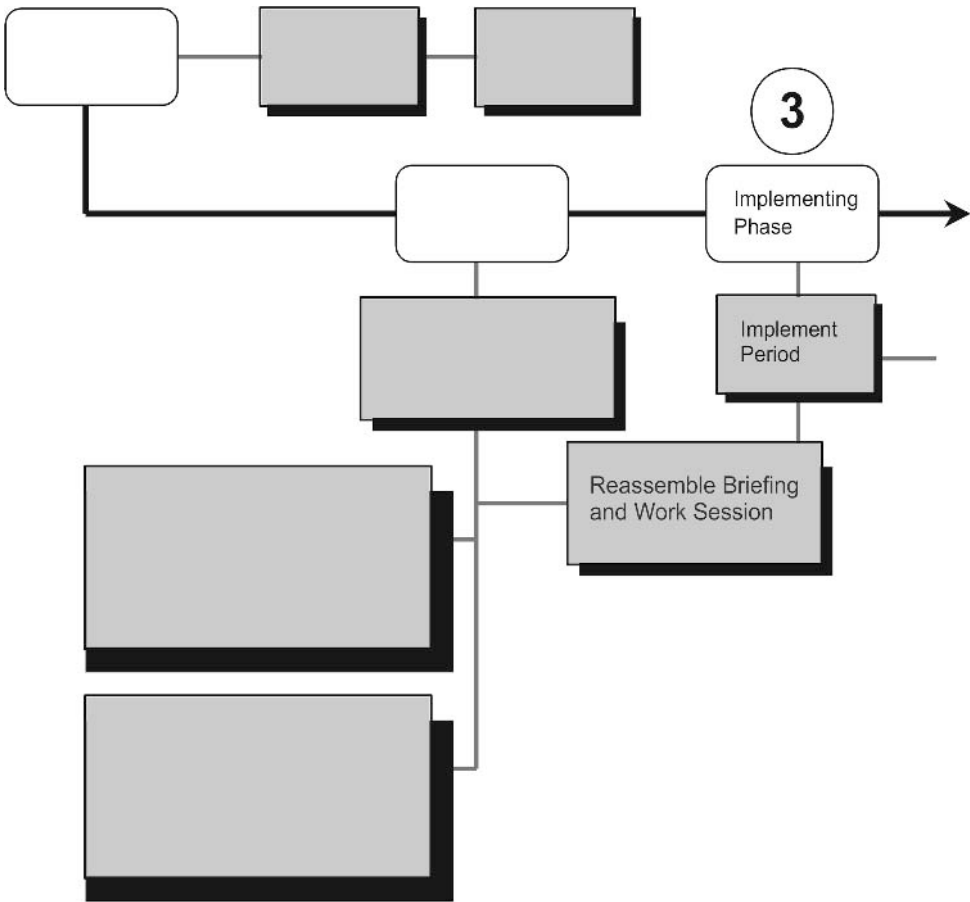 3
Implementing
Phase
Implement
Period
Reassemble Briefing
and Work Session